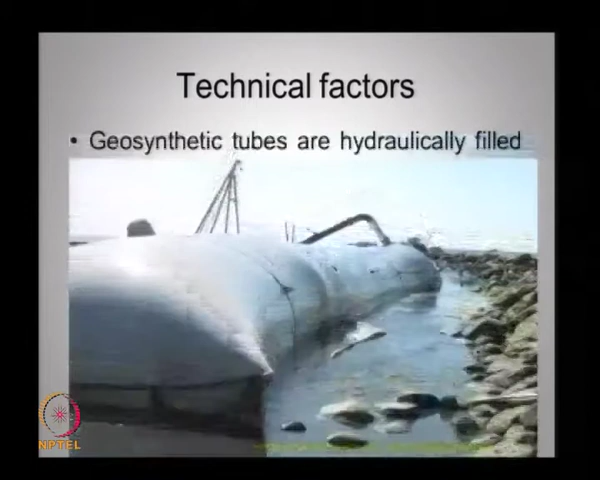 Technical factors
• Geosynthetic tubes are hydraulically filled
NPTEL